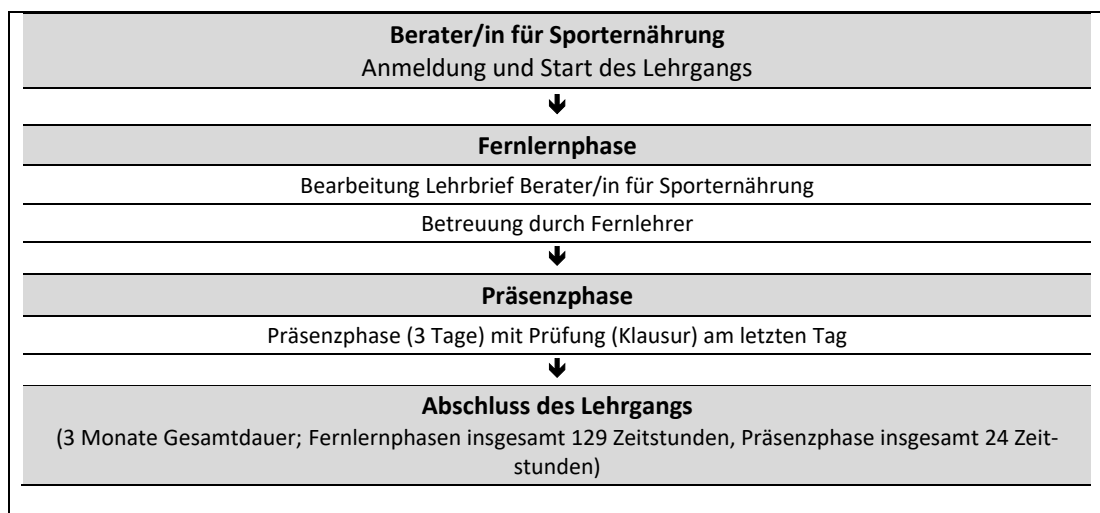 Berater/in für Sporternährung
Anmeldung und Start des Lehrgangs
Fernlernphase
Bearbeitung Lehrbrief Berater/in für Sporternährung
Betreuung durch Fernlehrer
Präsenzphase
Präsenzphase (3 Tage) mit Prüfung (Klausur) am letzten Tag
Abschluss des Lehrgangs
(3 Monate Gesamtdauer; Fernlernphasen insgesamt 129 Zeitstunden, Präsenzphase insgesamt 24 Zeit-
stunden)